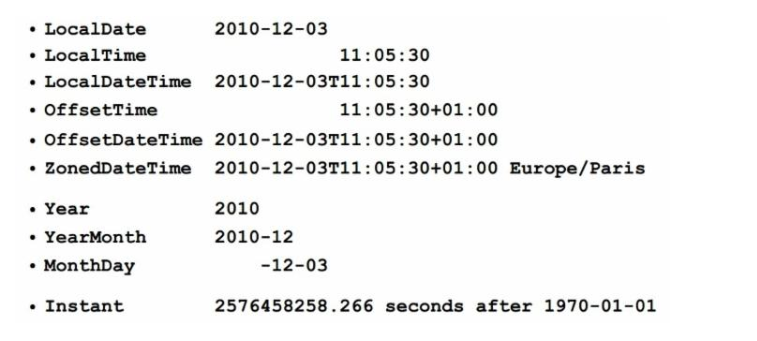 • LocalDate 2010-12-03
• LocalTime 11:05:30
• LocalDateTime 2010-12-03T11:05:30
• OffsetTime 11:05:30+01:00
• OffsetDateTime 2010-12-03T11:05:30+01:00
• ZonedDateTime 2010-12-03T11:05:30+01:00 Europe/Paris
• Year 2010
• YearMonth 2010-12
• MonthDay -12-03
• Instant 2576458258.266 seconds after 1970-01-01